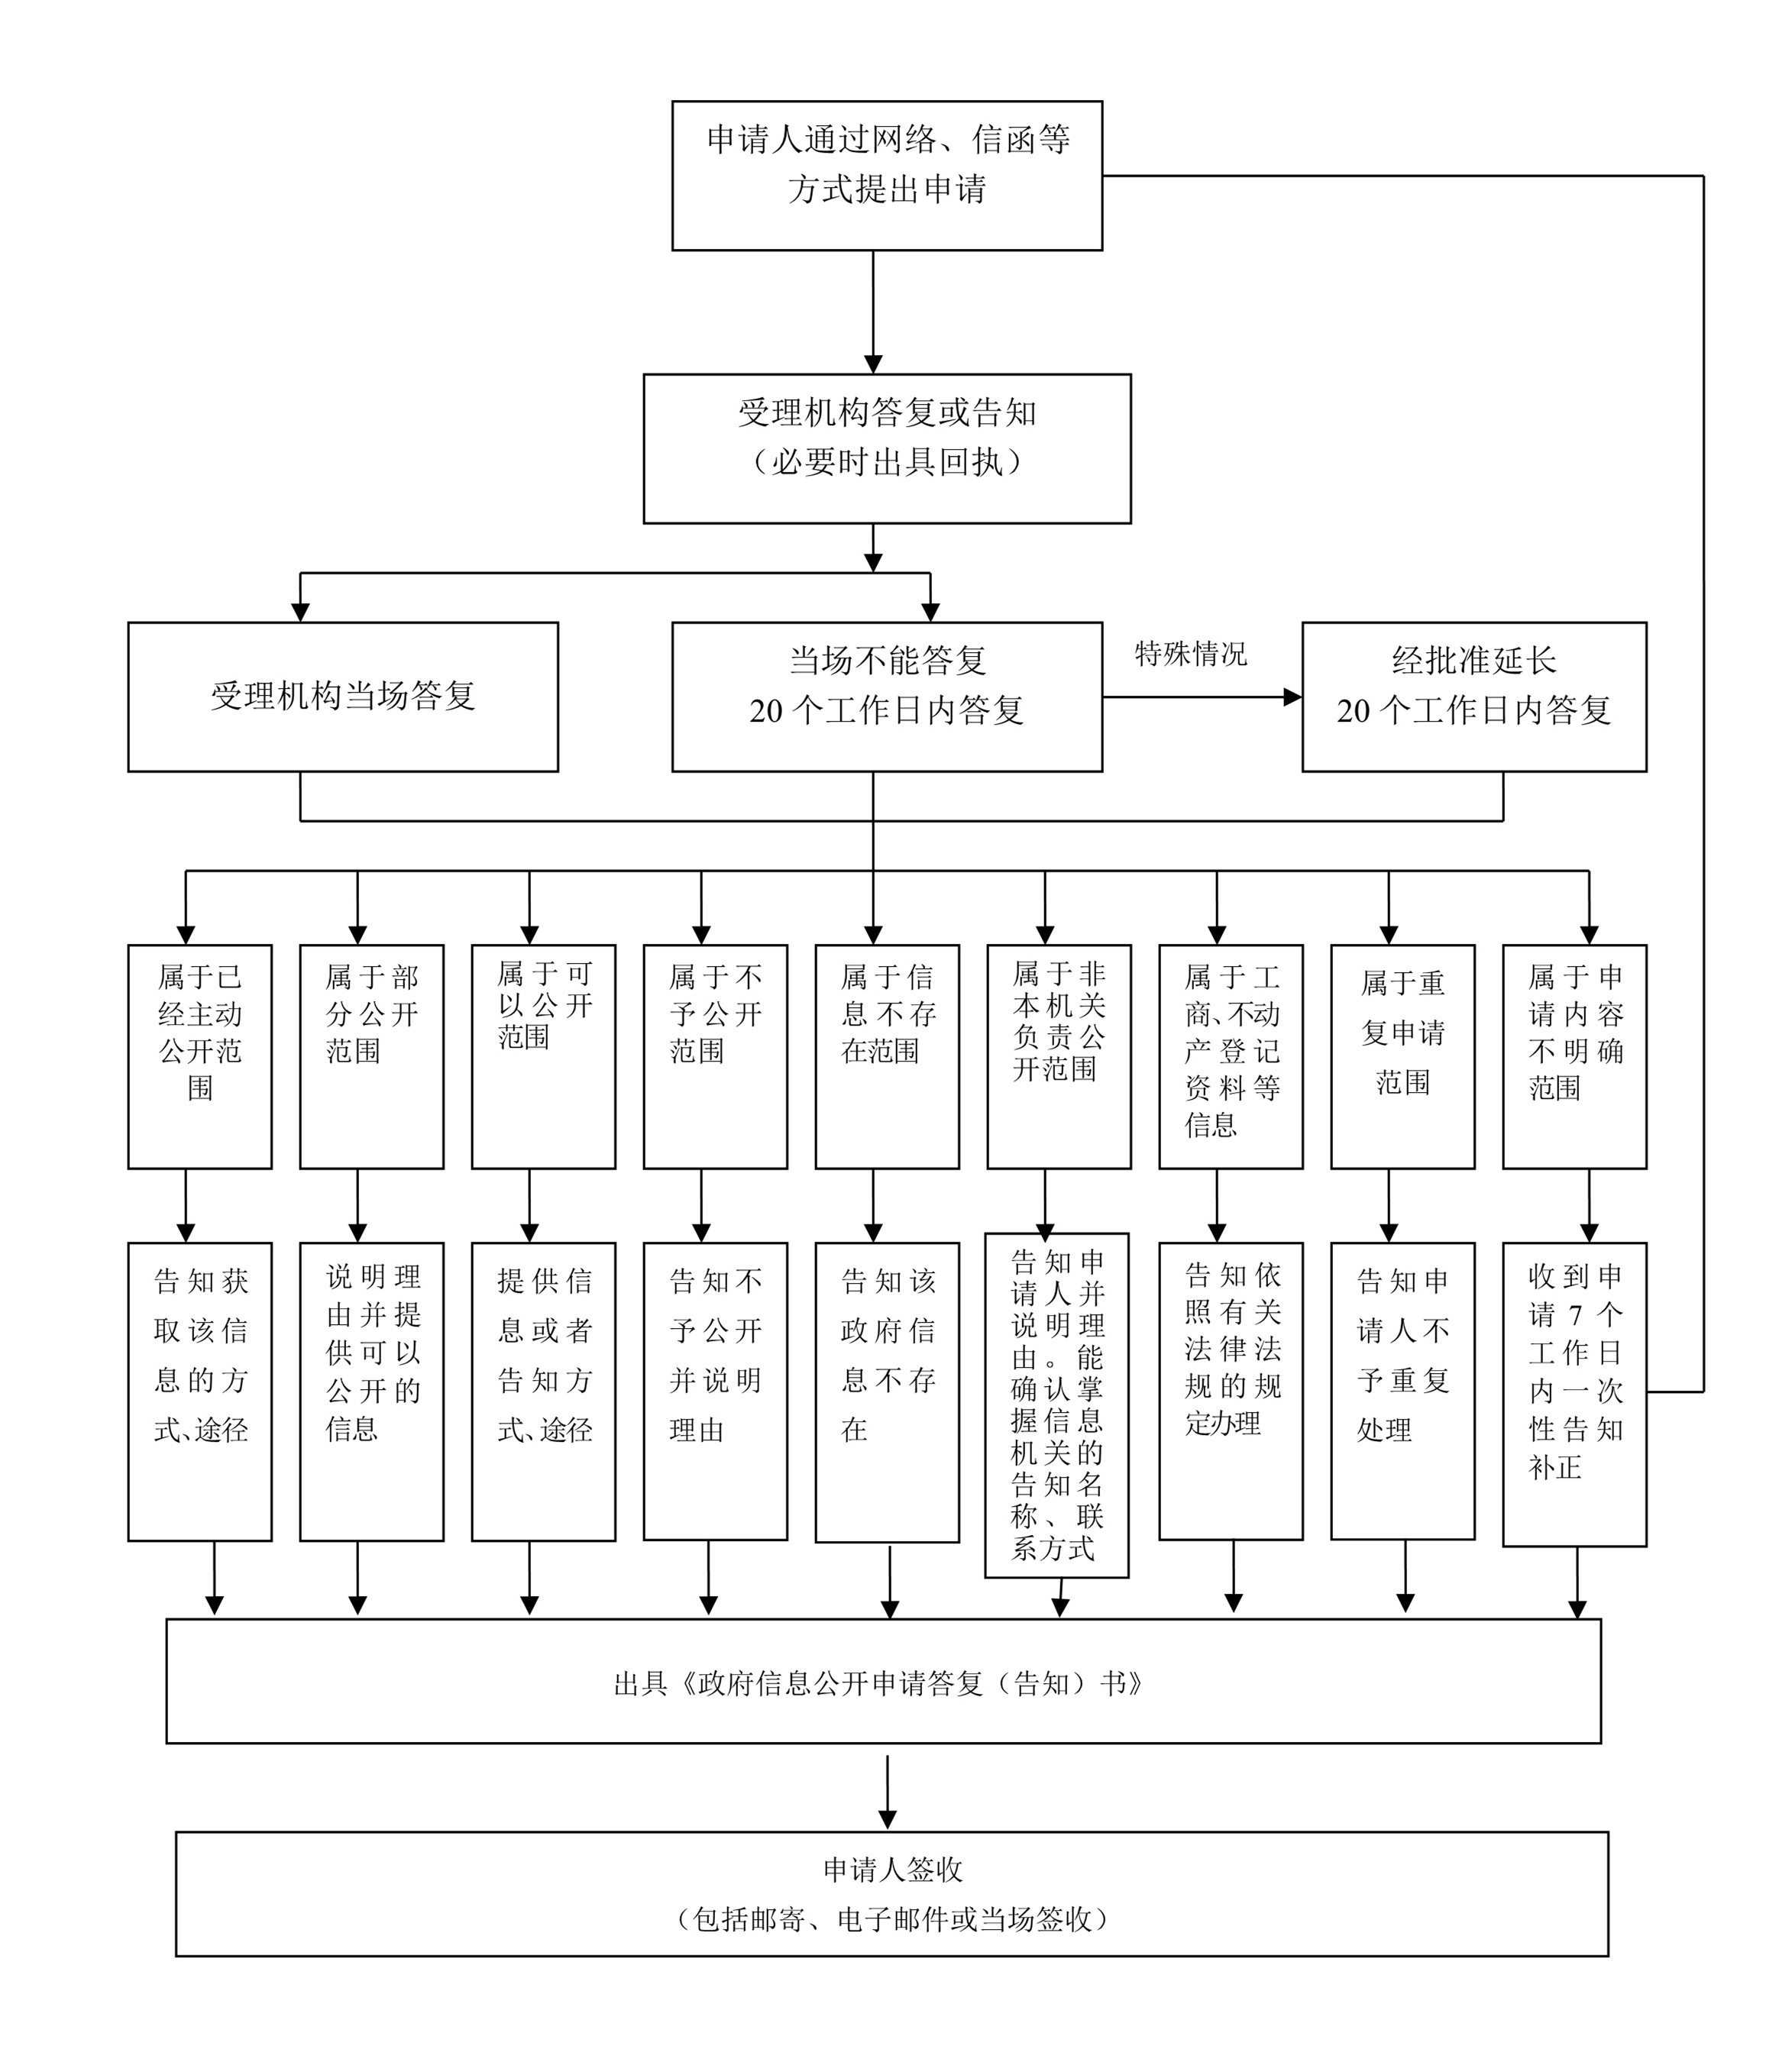 申请人通过网络、信函等
方式提出申请
受理机构答复或告知
（必要时出具回执）
受理机构当场答复
当场不能答复
20 个工作日内答复
特殊情况
经批准延长
20 个工作日内答复
属于已
经主动
公开范
围
属于部
分公开
范围
属于可
以公开
范围
属于不
予公开
范围
属于信
息不存
在范围
属于非
本机关
负责公
开范围
属于工
商、不动
产登记
资料等
信息
属于重
复申请
范围
属于申
请内容
不明确
范围
告知获
取该信
息的方
式、途径
说明理
由并提
供可以
公开的
信息
提供信
息或者
告知方
式、途径
告知不
予公开
并说明
理由
告知该
政府信
息不存
在
告知申
请人并
说明理
由。能
确认掌
握信息
机关的
告知名
称、联
系方式
告知依
照有关
法律法
规的规
定办理
告知申
请人不
予重复
处理
收到申
请 7 个
工作日
内一次
性告知
补正
出具《政府信息公开申请答复（告知）书》
申请人签收
（包括邮寄、电子邮件或当场签收）